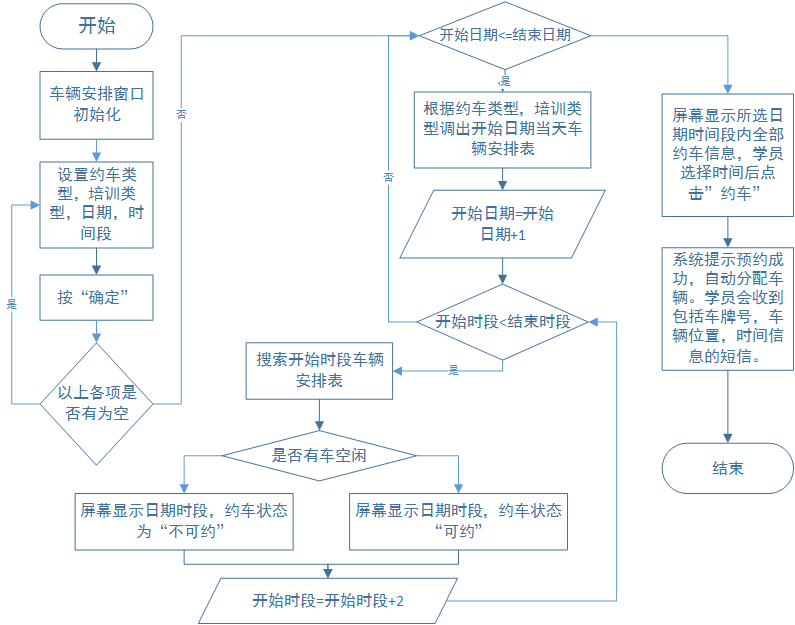 开始
车辆安排窗口
初始化
设置约车类
型，培训类
型，日期，时
间段
按“确定”
以上各项是
否有为空
是
否
开始日期<=结束日期
是
根据约车类型，培训类
型调出开始日期当天车
辆安排表
开始日期=开始
日期+1
否
开始时段<结束时段
是
搜索开始时段车辆
安排表
是否有车空闲
屏幕显示日期时段，约车状态
为“不可约”
屏幕显示日期时段，约车状态
“可约”
开始时段=开始时段+2
屏幕显示所选日
期时间段内全部
约车信息，学员
选择时间后点
击”约车”
系统提示预约成
功，自动分配车
辆。学员会收到
包括车牌号，车
辆位置，时间信
息的短信。
结束